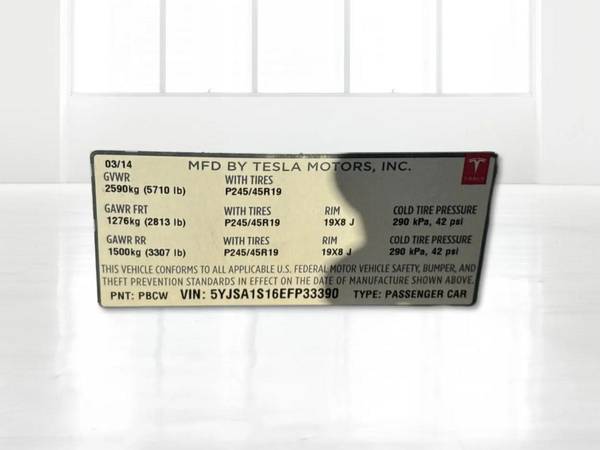 03/14 MFD BY TESLA MOTORS, INC.
GVWR WITH TIRES
2590kg (5710 lb) P245/45R19
GAWR FRT WITH TIRES RIM COLD TIRE PRESSURE
1276kg (2813 lb) P245/45R19 19X8 J 290 kPa, 42 psi
GAWR RR WITH TIRES RIM COLD TIRE PRESSURE
1500kg (3307 lb) P245/45R19 19X8 J 290 kPa, 42 psi
THIS VEHICLE CONFORMS TO ALL APPLICABLE U.S. FEDERAL MOTOR VEHICLE SAFETY, BUMPER, AND
THEFT PREVENTION STANDARDS IN EFFECT ON THE DATE OF MANUFACTURE SHOWN ABOVE.
PNT: PBCW VIN: 5YJSA1S16EFP33390 TYPE: PASSENGER CAR
TESLA